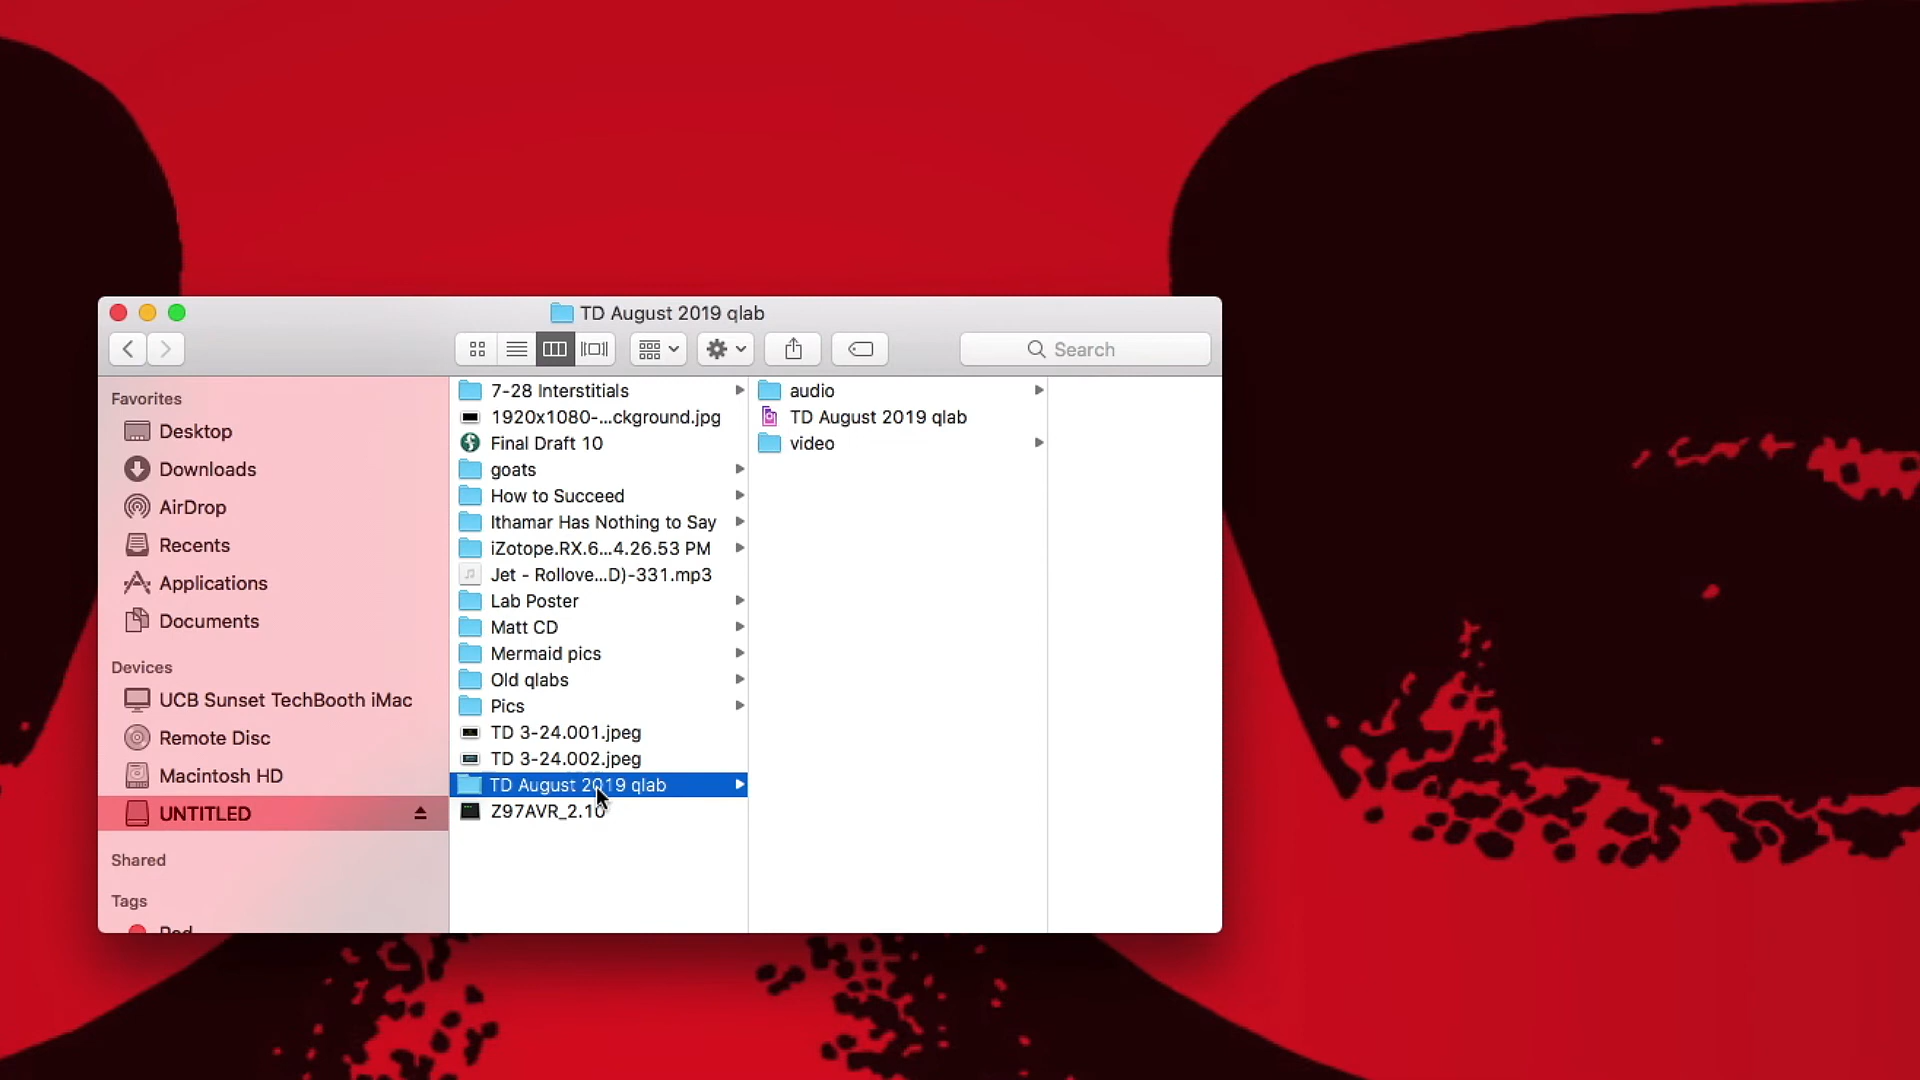 TD August 2019 qlab
Search
Favorites
Desktop
Downloads
AirDrop
Recents
Applications
Documents
Devices
UCB Sunset TechBooth iMac
Remote Disc
Macintosh HD
UNTITLED
Shared
Tags
Red
7-28 Interstitials
1920x1080-...ckground.jpg
Final Draft 10
goats
How to Succeed
Ithamar Has Nothing to Say
iZotope.RX.6...4.26.53 PM
Jet - Rollove...D)-331.mp3
Lab Poster
Matt CD
Mermaid pics
Old qlabs
Pics
TD 3-24.001.jpeg
TD 3-24.002.jpeg
TD August 2019 qlab
Z97AVR_2.10
audio
TD August 2019 qlab
video